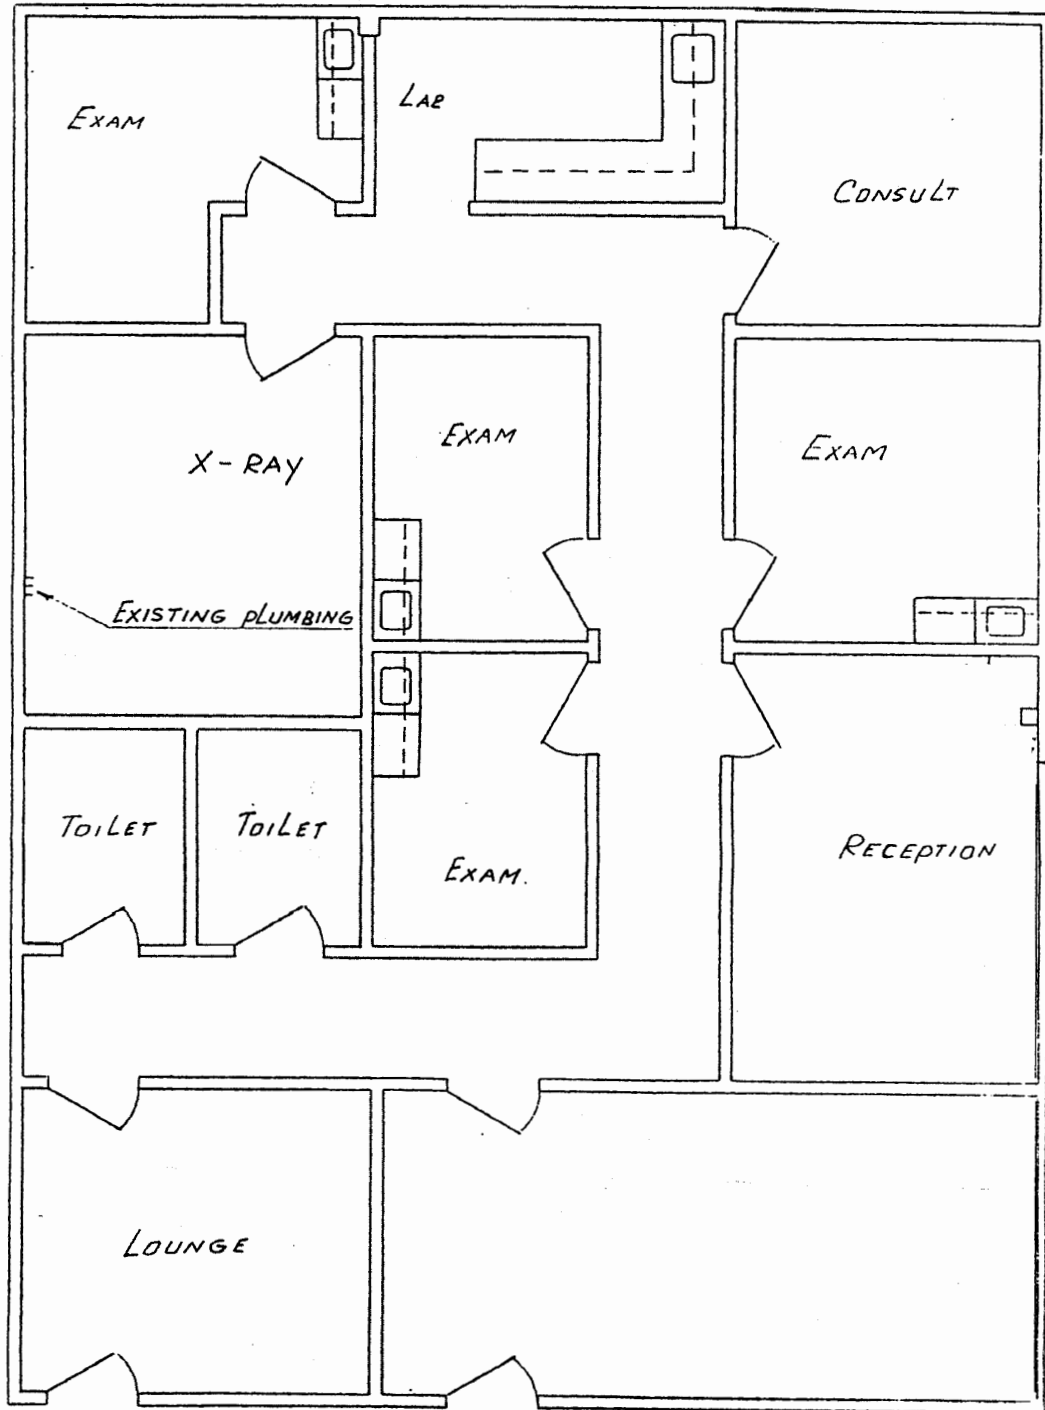 EXAM
LAB
CONSULT
EXAM
EXAM
X-RAY
EXISTING PLUMBING
TOILET
TOILET
RECEPTION
EXAM.
LOUNGE